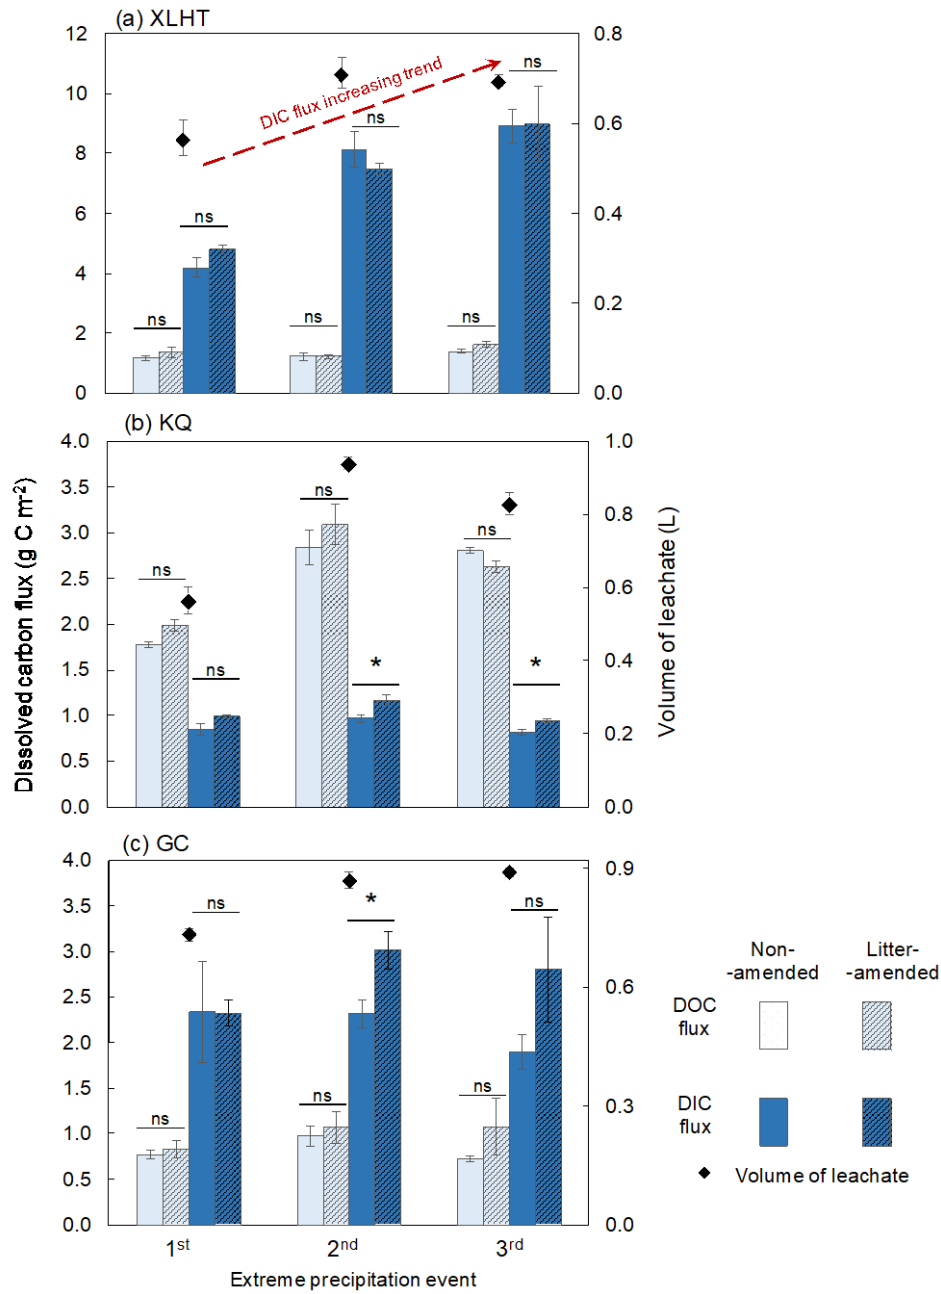 (a) XLHT
12
10
8
6
4
2
0
0.8
0.6
0.4
0.2
0.0
DIC flux increasing trend
ns
ns
ns
ns
ns
ns
(b) KQ
4.0
3.5
3.0
2.5
2.0
1.5
1.0
0.5
0.0
1.0
0.8
0.6
0.4
0.2
0.0
ns
ns
ns
ns
*
*
Dissolved carbon flux (g C m-2)
Volume of leachate (L)
(c) GC
4.0
3.5
3.0
2.5
2.0
1.5
1.0
0.5
0.0
0.9
0.6
0.3
0.0
ns
ns
ns
*
ns
ns
1st
2nd
3rd
Extreme precipitation event
Non-
-amended
Litter-
-amended
DOC
flux
DIC
flux
Volume of leachate